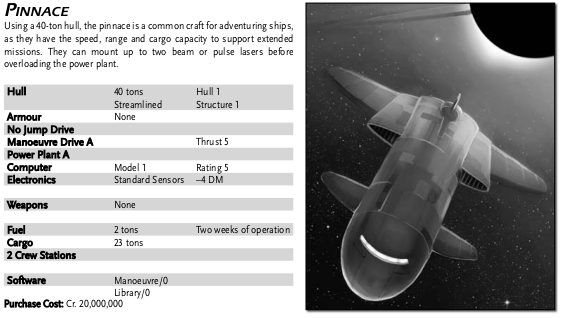 PINNACE
Using a 40-ton hull, the pinnace is a common craft for adventuring ships,
as they have the speed, range and cargo capacity to support extended
missions. They can mount up to two beam or pulse lasers before
overloading the power plant.
Hull 40 tons Hull 1
Streamlined Structure 1
Armour None
No Jump Drive
Manoeuvre Drive A Thrust 5
Power Plant A
Computer Model 1 Rating 5
Electronics Standard Sensors –4 DM
Weapons None
Fuel 2 tons Two weeks of operation
Cargo 23 tons
2 Crew Stations
Software Manoeuvre/0
Library/0
Purchase Cost: Cr. 20,000,000